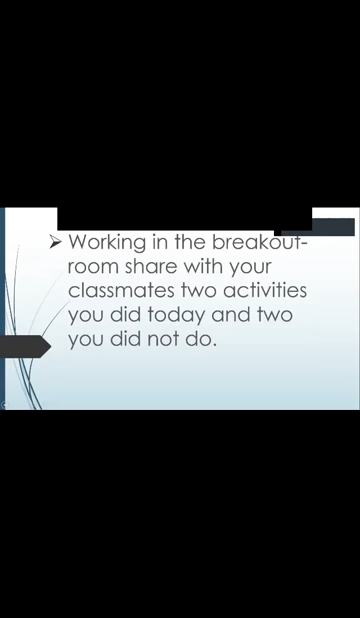 Working in the breakout-
room share with your
classmates two activities
you did today and two
you did not do.